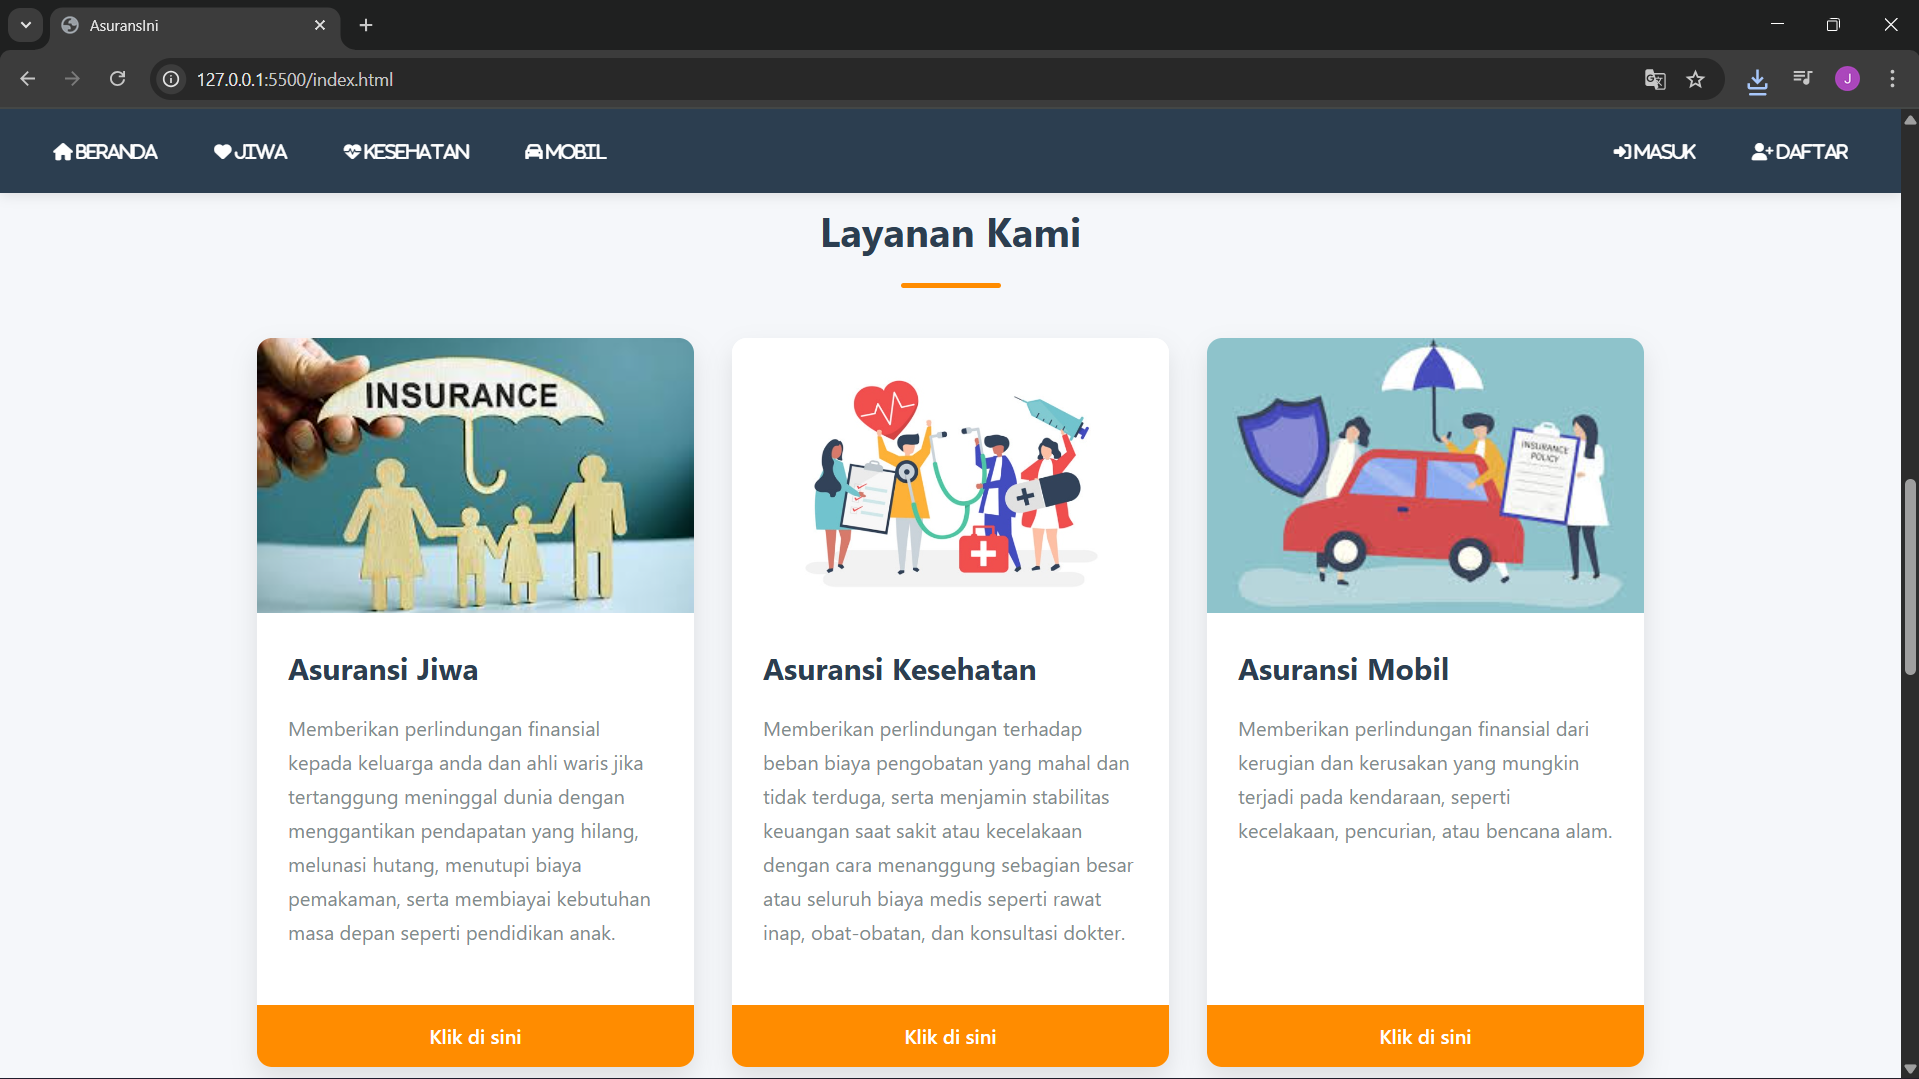 AsuransIni
127.0.0.1:5500/index.html
J
BERANDA JIWA KESEHATAN MOBIL MASUK DAFTAR
Layanan Kami
INSURANCE
INSURANCE
POLICY
Asuransi Jiwa
Memberikan perlindungan finansial
kepada keluarga anda dan ahli waris jika
tertanggung meninggal dunia dengan
menggantikan pendapatan yang hilang,
melunasi hutang, menutupi biaya
pemakaman, serta membiayai kebutuhan
masa depan seperti pendidikan anak.
Klik di sini
Asuransi Kesehatan
Memberikan perlindungan terhadap
beban biaya pengobatan yang mahal dan
tidak terduga, serta menjamin stabilitas
keuangan saat sakit atau kecelakaan
dengan cara menanggung sebagian besar
atau seluruh biaya medis seperti rawat
inap, obat-obatan, dan konsultasi dokter.
Klik di sini
Asuransi Mobil
Memberikan perlindungan finansial dari
kerugian dan kerusakan yang mungkin
terjadi pada kendaraan, seperti
kecelakaan, pencurian, atau bencana alam.
Klik di sini